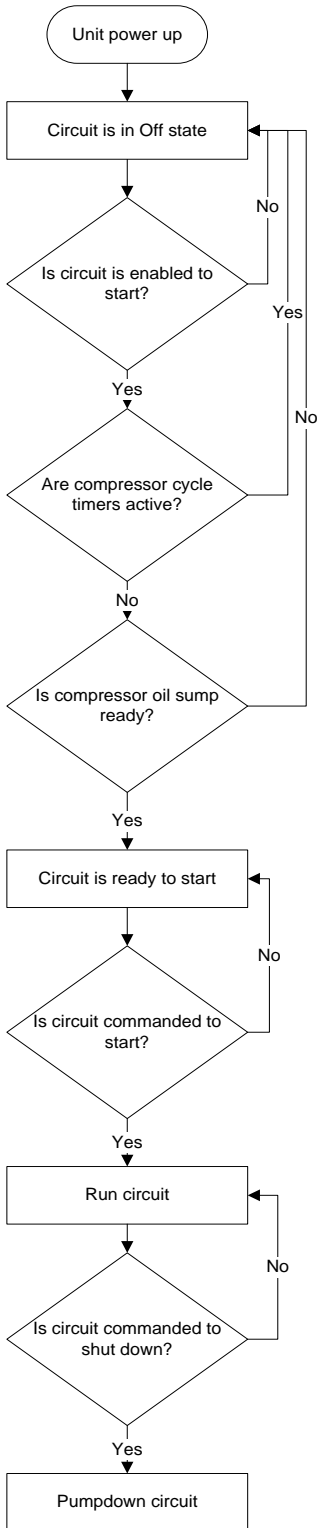 Unit power up
Circuit is in Off state
No
Is circuit is enabled to
start?
Yes
Yes
No
Are compressor cycle
timers active?
No
Is compressor oil sump
ready?
Yes
Circuit is ready to start
No
Is circuit commanded to
start?
Yes
Run circuit
No
Is circuit commanded to
shut down?
Yes
Pumpdown circuit